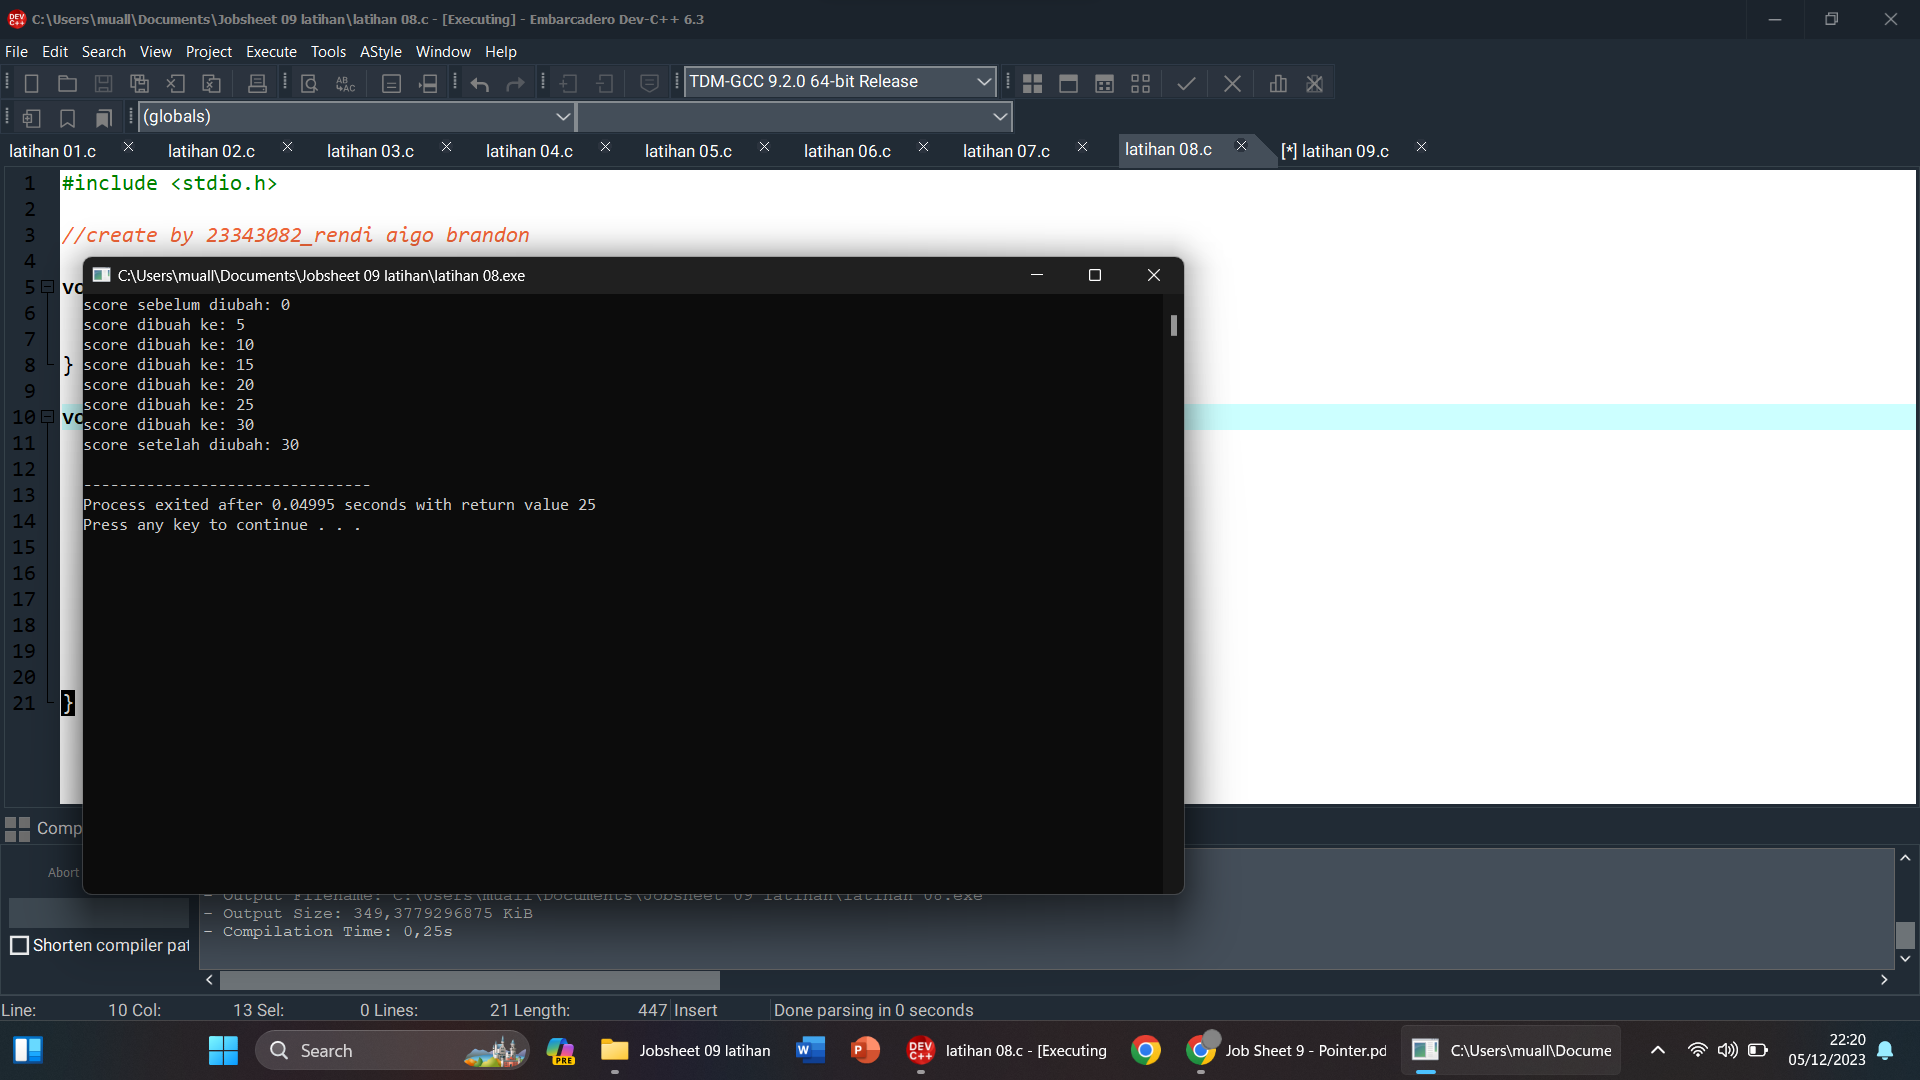 C:\Users\muall\Documents\Jobsheet 09 latihan\latihan 08.c - [Executing] - Embarcadero Dev-C++ 6.3
File Edit Search View Project Execute Tools AStyle Window Help
TDM-GCC 9.2.0 64-bit Release
(globals)
latihan 01.c latihan 02.c latihan 03.c latihan 04.c latihan 05.c latihan 06.c latihan 07.c latihan 08.c [*] latihan 09.c
1 #include <stdio.h>
2
3 //create by 23343082_rendi aigo brandon
4
5 vo
6
7
8 }
9
10 vo
11
12
13
14
15
16
17
18
19
20
21 }
C:\Users\muall\Documents\Jobsheet 09 latihan\latihan 08.exe
score sebelum diubah: 0
score dibuah ke: 5
score dibuah ke: 10
score dibuah ke: 15
score dibuah ke: 20
score dibuah ke: 25
score dibuah ke: 30
score setelah diubah: 30
--------------------------------
Process exited after 0.04995 seconds with return value 25
Press any key to continue . . .
Comp
Abort
Shorten compiler pat
- Output Filename: C:\Users\muall\Documents\Jobsheet 09 latihan\latihan 08.exe
- Output Size: 349,3779296875 KiB
- Compilation Time: 0,25s
Line: 10 Col: 13 Sel: 0 Lines: 21 Length: 447 Insert Done parsing in 0 seconds
Search
PRE
Jobsheet 09 latihan
latihan 08.c - [Executing
Job Sheet 9 - Pointer.pd
C:\Users\muall\Docume
22:20
05/12/2023